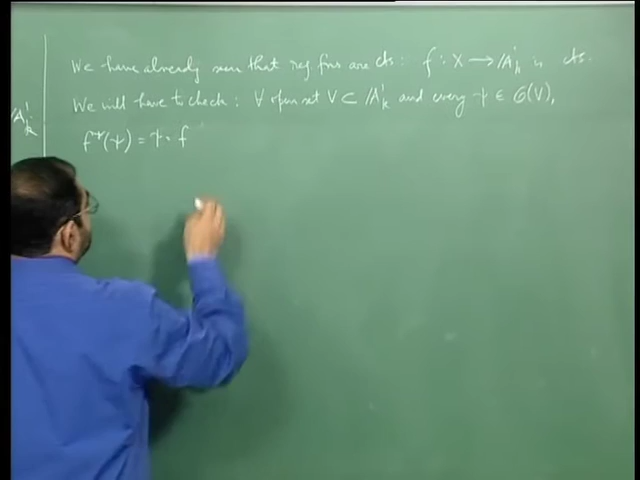 We have already seen that reg fns are cts : f : X → 𝔸¹ₖ is cts.
We will have to check : ∀ open set V ⊂ 𝔸¹ₖ and every ψ ∈ O(V),
𝔸¹ₖ
f*(ψ) = ψ ∘ f